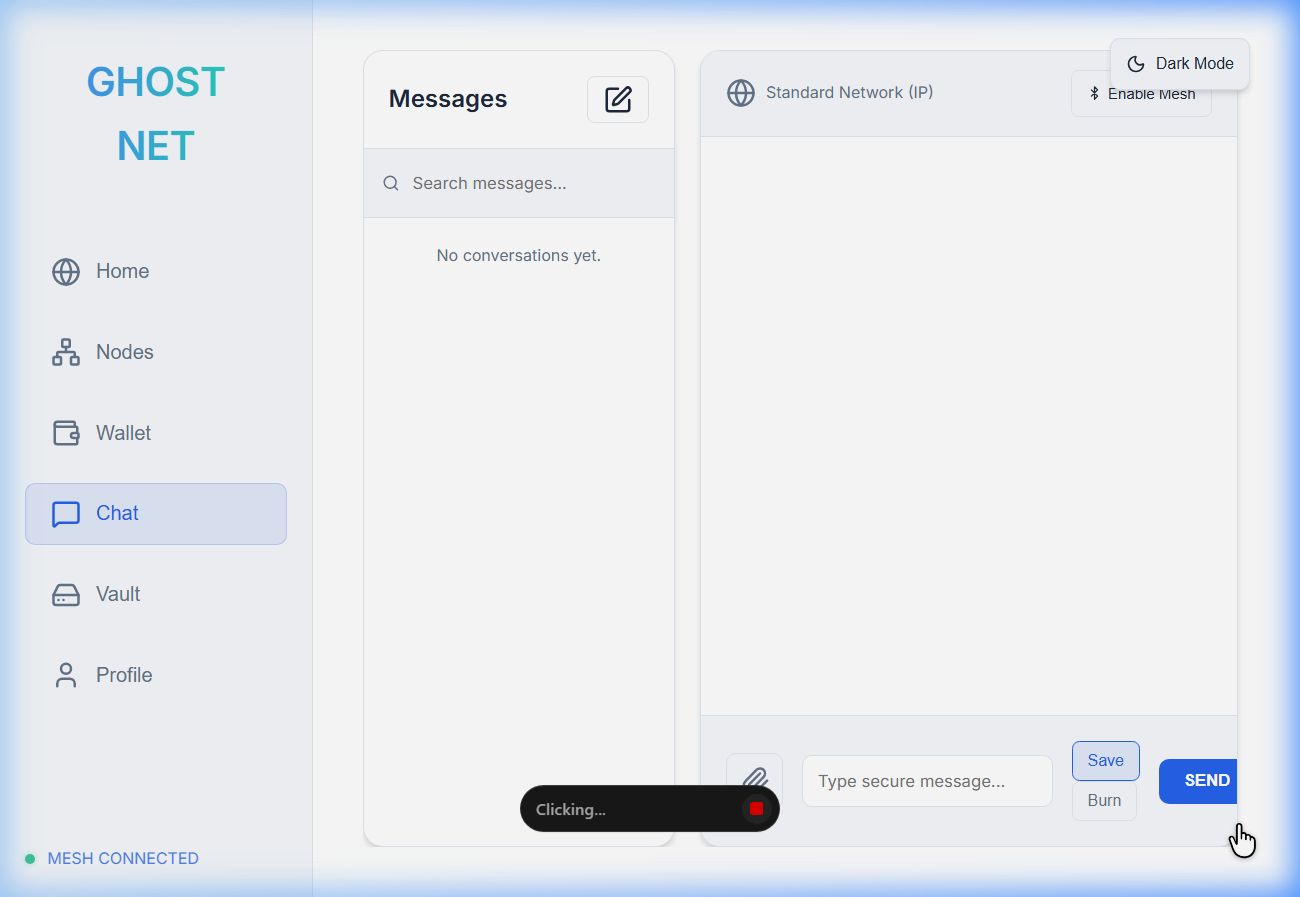 GHOST
NET
Home
Nodes
Wallet
Chat
Vault
Profile
MESH CONNECTED
Messages
Search messages...
No conversations yet.
Standard Network (IP)
Dark Mode
Enable Mesh
Type secure message...
Save
Burn
SEND
Clicking...